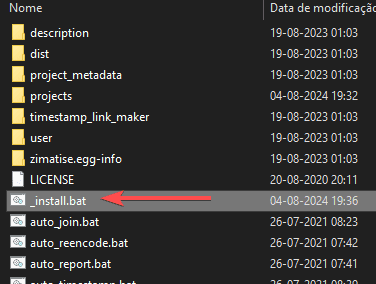 Nome Data de modificação
description 19-08-2023 01:03
dist 19-08-2023 01:03
project_metadata 19-08-2023 01:03
projects 04-08-2024 19:32
timestamp_link_maker 19-08-2023 01:03
user 19-08-2023 01:03
zimatise.egg-info 19-08-2023 01:03
LICENSE 20-08-2020 20:11
_install.bat 04-08-2024 19:36
auto_join.bat 26-07-2021 08:23
auto_reencode.bat 26-07-2021 07:42
auto_report.bat 26-07-2021 07:41